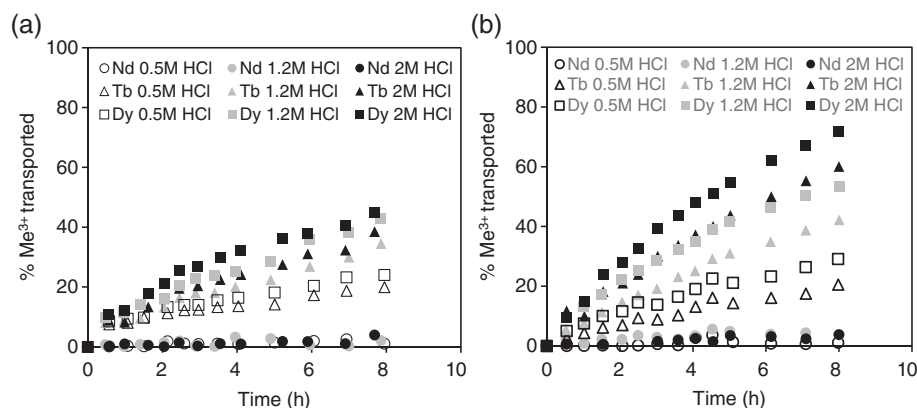 (a)
100
80
60
40
20
0
% Me³⁺ transported
○ Nd 0.5M HCl ● Nd 1.2M HCl ● Nd 2M HCl
△ Tb 0.5M HCl ▲ Tb 1.2M HCl ▲ Tb 2M HCl
□ Dy 0.5M HCl ■ Dy 1.2M HCl ■ Dy 2M HCl
0 2 4 6 8 10
Time (h)
(b)
100
80
60
40
20
0
% Me³⁺ transported
○ Nd 0.5M HCl ● Nd 1.2M HCl ● Nd 2M HCl
△ Tb 0.5M HCl ▲ Tb 1.2M HCl ▲ Tb 2M HCl
□ Dy 0.5M HCl ■ Dy 1.2M HCl ■ Dy 2M HCl
0 2 4 6 8 10
Time (h)